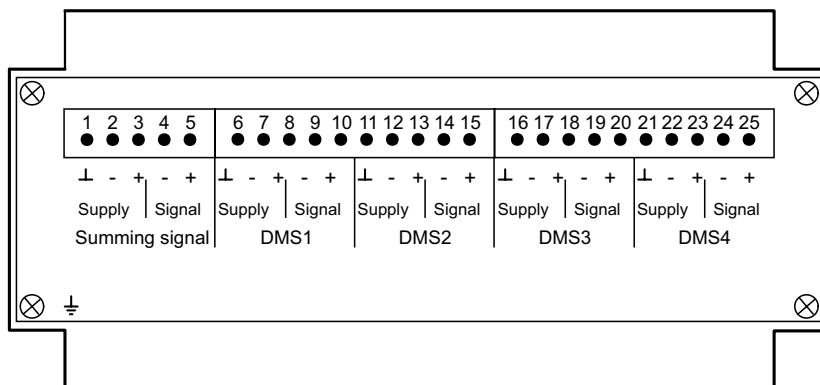 1 2 3 4 5 6 7 8 9 10 11 12 13 14 15 16 17 18 19 20 21 22 23 24 25
⊥ - + - + ⊥ - + - + ⊥ - + - + ⊥ - + - + ⊥ - + - +
Supply Signal Supply Signal Supply Signal Supply Signal Supply Signal
Summing signal DMS1 DMS2 DMS3 DMS4